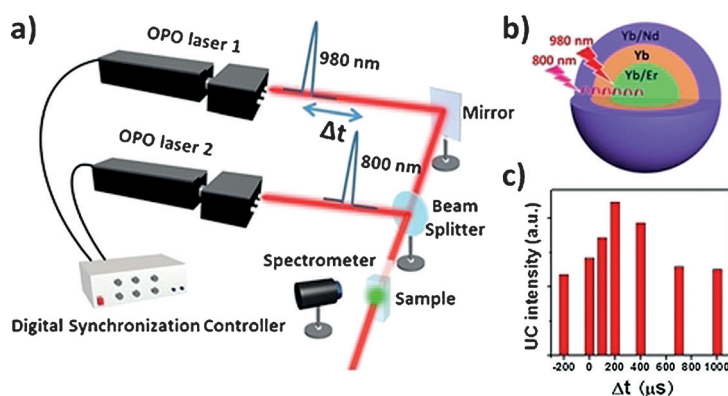 a)
OPO laser 1
980 nm
Δt
Mirror
OPO laser 2
800 nm
Beam
Splitter
Spectrometer
Sample
Digital Synchronization Controller
b)
Yb/Nd
980 nm
Yb
800 nm
Yb/Er
c)
UC intensity (a.u.)
-200 0 200 400 600 800 1000
Δt (μs)